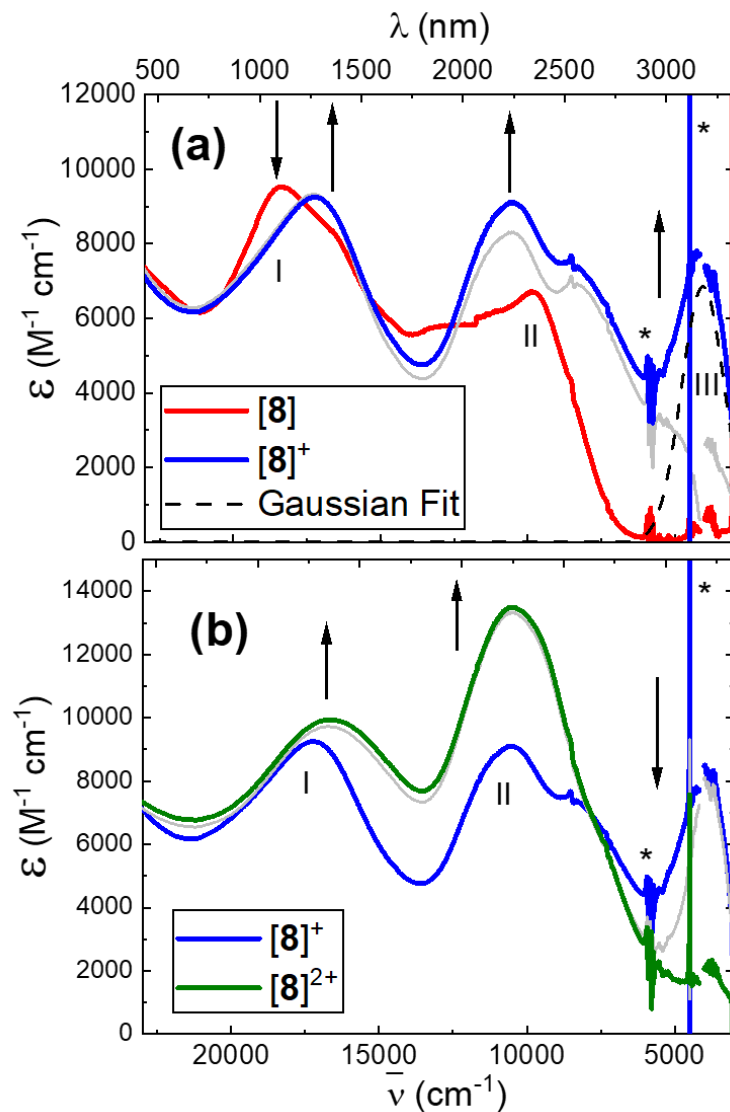 λ (nm)
500 1000 1500 2000 2500 3000
12000
(a)
*
10000
8000
I
6000
II
*
4000
III
2000
0
ε (M⁻¹ cm⁻¹)
[8]
[8]⁺
Gaussian Fit
14000
(b)
*
12000
10000
I
II
8000
6000
*
4000
2000
0
ε (M⁻¹ cm⁻¹)
[8]⁺
[8]²⁺
20000 15000 10000 5000
ν̅ (cm⁻¹)